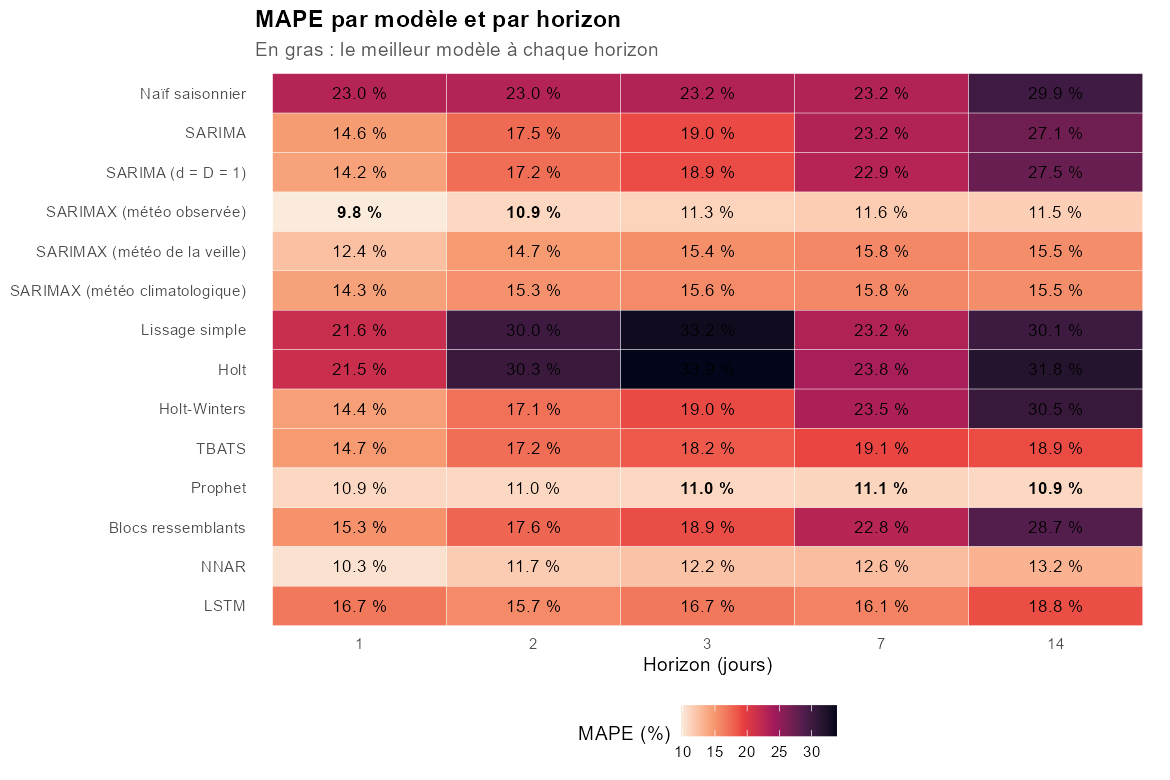 MAPE par modèle et par horizon
En gras : le meilleur modèle à chaque horizon
Naïf saisonnier 23.0 % 23.0 % 23.2 % 23.2 % 29.9 %
SARIMA 14.6 % 17.5 % 19.0 % 23.2 % 27.1 %
SARIMA (d = D = 1) 14.2 % 17.2 % 18.9 % 22.9 % 27.5 %
SARIMAX (météo observée) 9.8 % 10.9 % 11.3 % 11.6 % 11.5 %
SARIMAX (météo de la veille) 12.4 % 14.7 % 15.4 % 15.8 % 15.5 %
SARIMAX (météo climatologique) 14.3 % 15.3 % 15.6 % 15.8 % 15.5 %
Lissage simple 21.6 % 30.0 % 33.2 % 23.2 % 30.1 %
Holt 21.5 % 30.3 % 33.9 % 23.8 % 31.8 %
Holt-Winters 14.4 % 17.1 % 19.0 % 23.5 % 30.5 %
TBATS 14.7 % 17.2 % 18.2 % 19.1 % 18.9 %
Prophet 10.9 % 11.0 % 11.0 % 11.1 % 10.9 %
Blocs ressemblants 15.3 % 17.6 % 18.9 % 22.8 % 28.7 %
NNAR 10.3 % 11.7 % 12.2 % 12.6 % 13.2 %
LSTM 16.7 % 15.7 % 16.7 % 16.1 % 18.8 %
1 2 3 7 14
Horizon (jours)
MAPE (%)
10 15 20 25 30